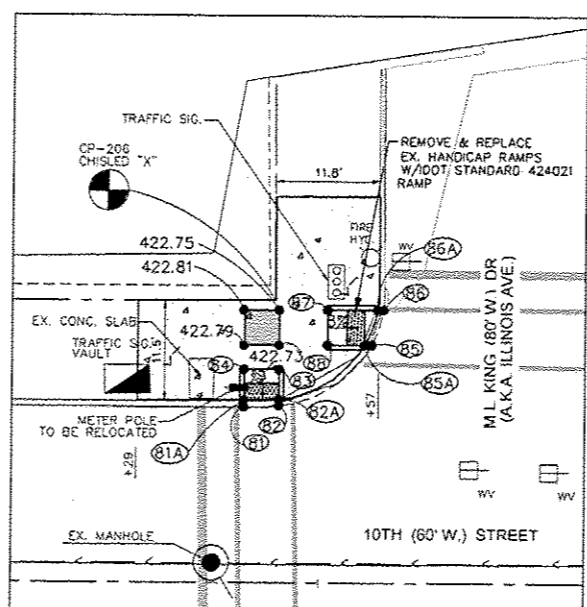 TRAFFIC SIG.
CP-206
CHISLED "X"
REMOVE & REPLACE
EX. HANDICAP RAMPS
W/IDOT STANDARD 424021
RAMP
11.8'
422.75
422.81
FIRE
HYD.
WV
86A
87
86
EX. CONC. SLAB
422.79
TRAFFIC SIG.
VAULT
11.5'
84
422.73
88
85
83
85A
METER POLE
TO BE RELOCATED
82
82A
81
81A
+57
+29
M.L. KING (80' W.) DR
(A.K.A. ILLINOIS AVE.)
WV
WV
10TH (60' W.) STREET
EX. MANHOLE